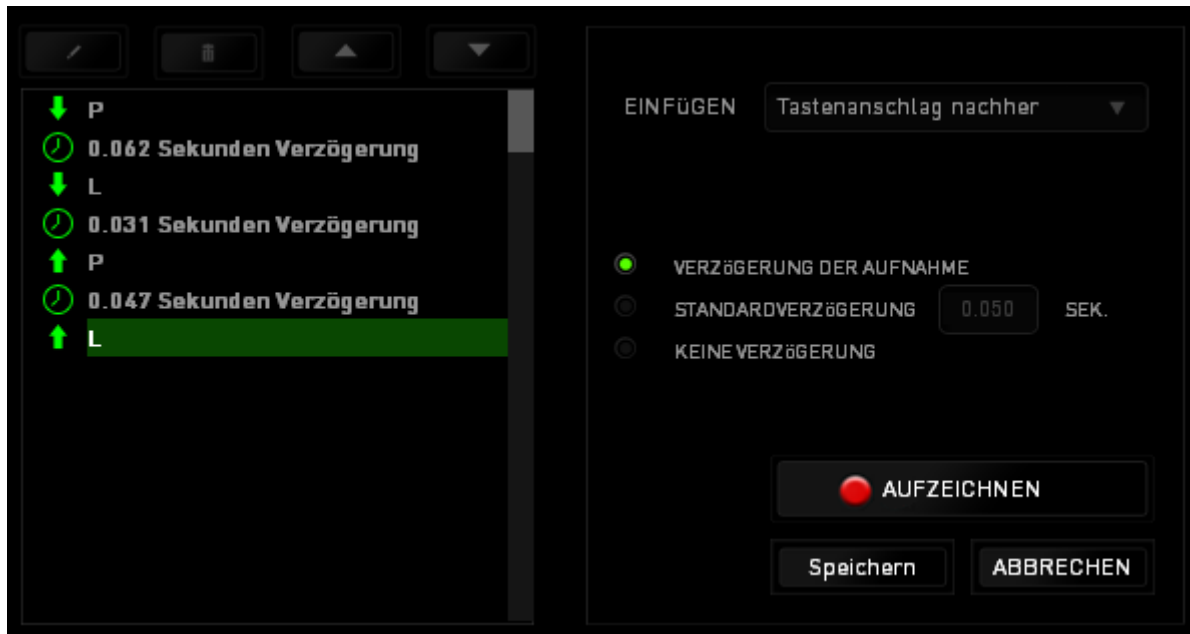 P
0.062 Sekunden Verzögerung
L
0.031 Sekunden Verzögerung
P
0.047 Sekunden Verzögerung
L
EINFüGEN Tastenanschlag nachher
VERZöGERUNG DER AUFNAHME
STANDARDVERZöGERUNG 0.050 SEK.
KEINE VERZöGERUNG
AUFZEICHNEN
Speichern ABBRECHEN